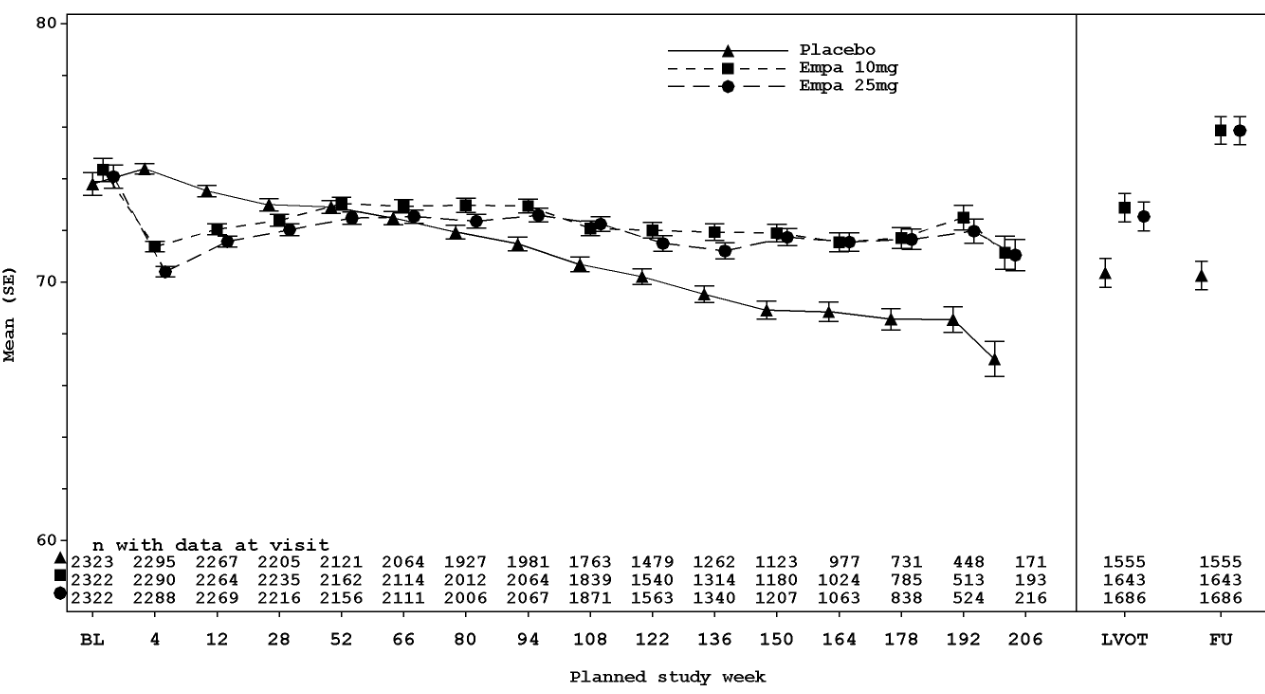 80
Placebo
Empa 10mg
Empa 25mg
70
Mean (SE)
60
n with data at visit
2323 2295 2267 2205 2121 2064 1927 1981 1763 1479 1262 1123 977 731 448 171 1555 1555
2322 2290 2264 2235 2162 2114 2012 2064 1839 1540 1314 1180 1024 785 513 193 1643 1643
2322 2288 2269 2216 2156 2111 2006 2067 1871 1563 1340 1207 1063 838 524 216 1686 1686
BL 4 12 28 52 66 80 94 108 122 136 150 164 178 192 206 LVOT FU
Planned study week